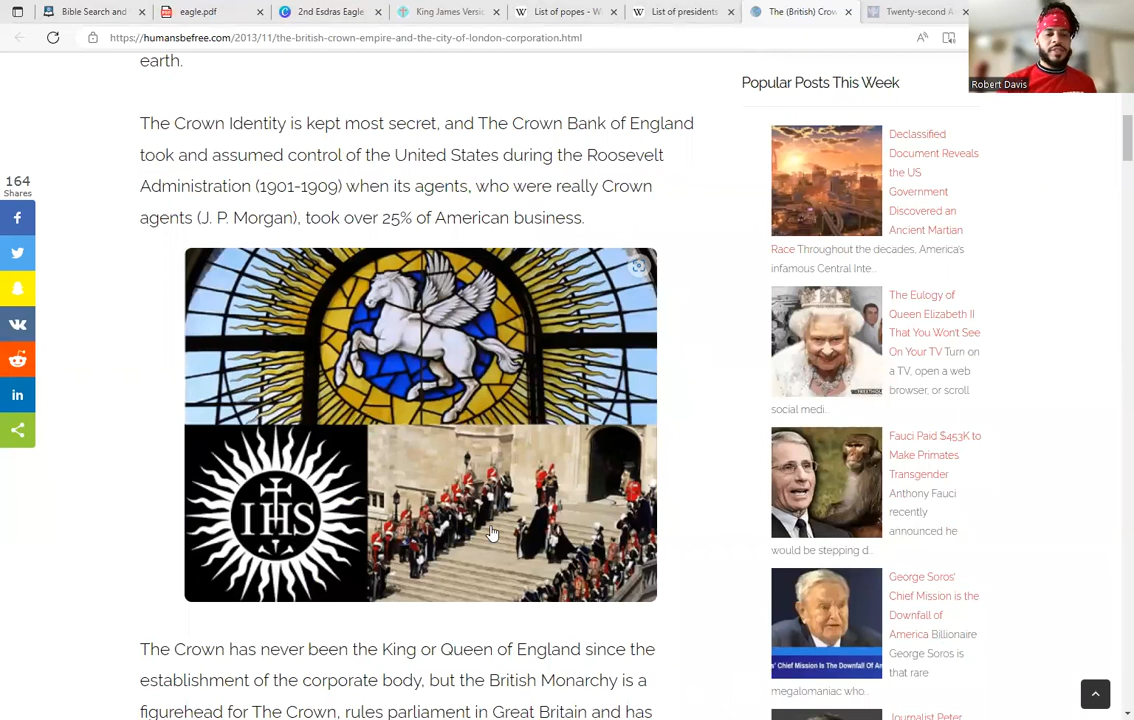 Bible Search and
eagle.pdf
2nd Esdras Eagle
King James Versio
List of popes - Wi
List of presidents
The (British) Crow
Twenty-second A
https://humansbefree.com/2013/11/the-british-crown-empire-and-the-city-of-london-corporation.html
Robert Davis
earth.
The Crown Identity is kept most secret, and The Crown Bank of England
took and assumed control of the United States during the Roosevelt
Administration (1901-1909) when its agents, who were really Crown
agents (J. P. Morgan), took over 25% of American business.
164
Shares
IHS
The Crown has never been the King or Queen of England since the
establishment of the corporate body, but the British Monarchy is a
figurehead for The Crown, rules parliament in Great Britain and has
Popular Posts This Week
Declassified
Document Reveals
the US
Government
Discovered an
Ancient Martian
Race Throughout the decades, America's
infamous Central Inte...
The Eulogy of
Queen Elizabeth II
That You Won't See
On Your TV Turn on
a TV, open a web
browser, or scroll
social medi...
Fauci Paid $453K to
Make Primates
Transgender
Anthony Fauci
recently
announced he
would be stepping d...
George Soros'
Chief Mission is the
Downfall of
America Billionaire
George Soros is
that rare
megalomaniac who...
' Chief Mission Is The Downfall Of A
Journalist Peter